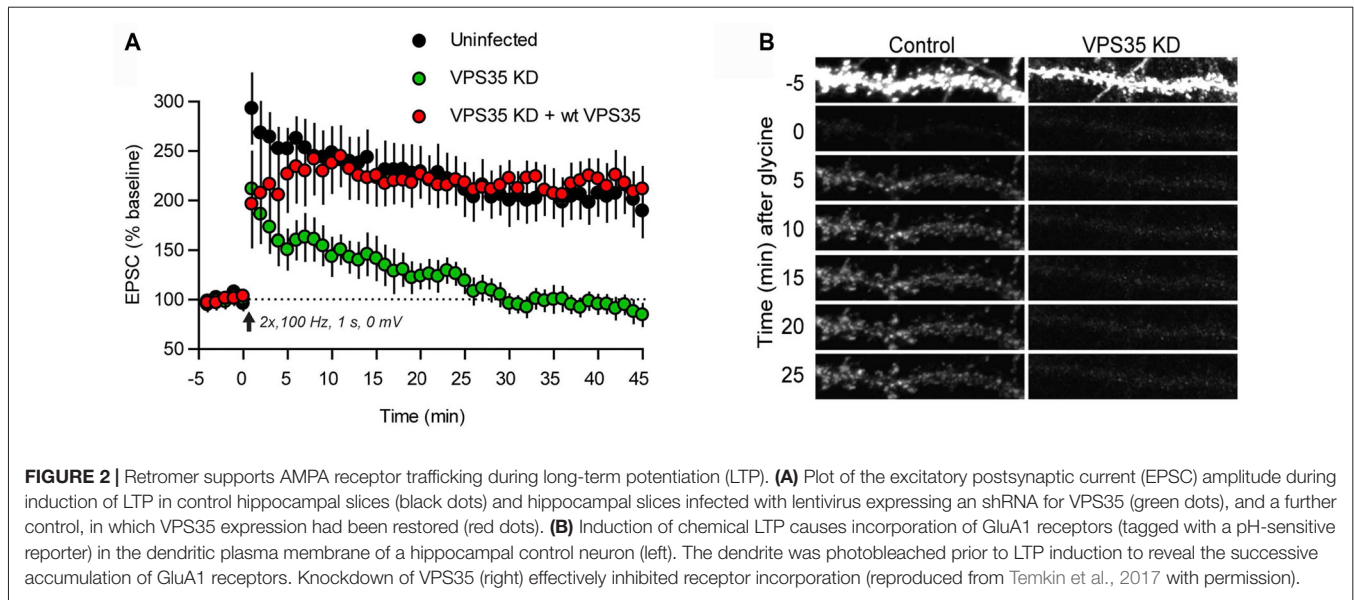 A
Uninfected
VPS35 KD
VPS35 KD + wt VPS35
EPSC (% baseline)
300
250
200
150
100
50
2x,100 Hz, 1 s, 0 mV
-5 0 5 10 15 20 25 30 35 40 45
Time (min)
B
Control VPS35 KD
Time (min) after glycine
-5
0
5
10
15
20
25
FIGURE 2 | Retromer supports AMPA receptor trafficking during long-term potentiation (LTP). (A) Plot of the excitatory postsynaptic current (EPSC) amplitude during
induction of LTP in control hippocampal slices (black dots) and hippocampal slices infected with lentivirus expressing an shRNA for VPS35 (green dots), and a further
control, in which VPS35 expression had been restored (red dots). (B) Induction of chemical LTP causes incorporation of GluA1 receptors (tagged with a pH-sensitive
reporter) in the dendritic plasma membrane of a hippocampal control neuron (left). The dendrite was photobleached prior to LTP induction to reveal the successive
accumulation of GluA1 receptors. Knockdown of VPS35 (right) effectively inhibited receptor incorporation (reproduced from Temkin et al., 2017 with permission).